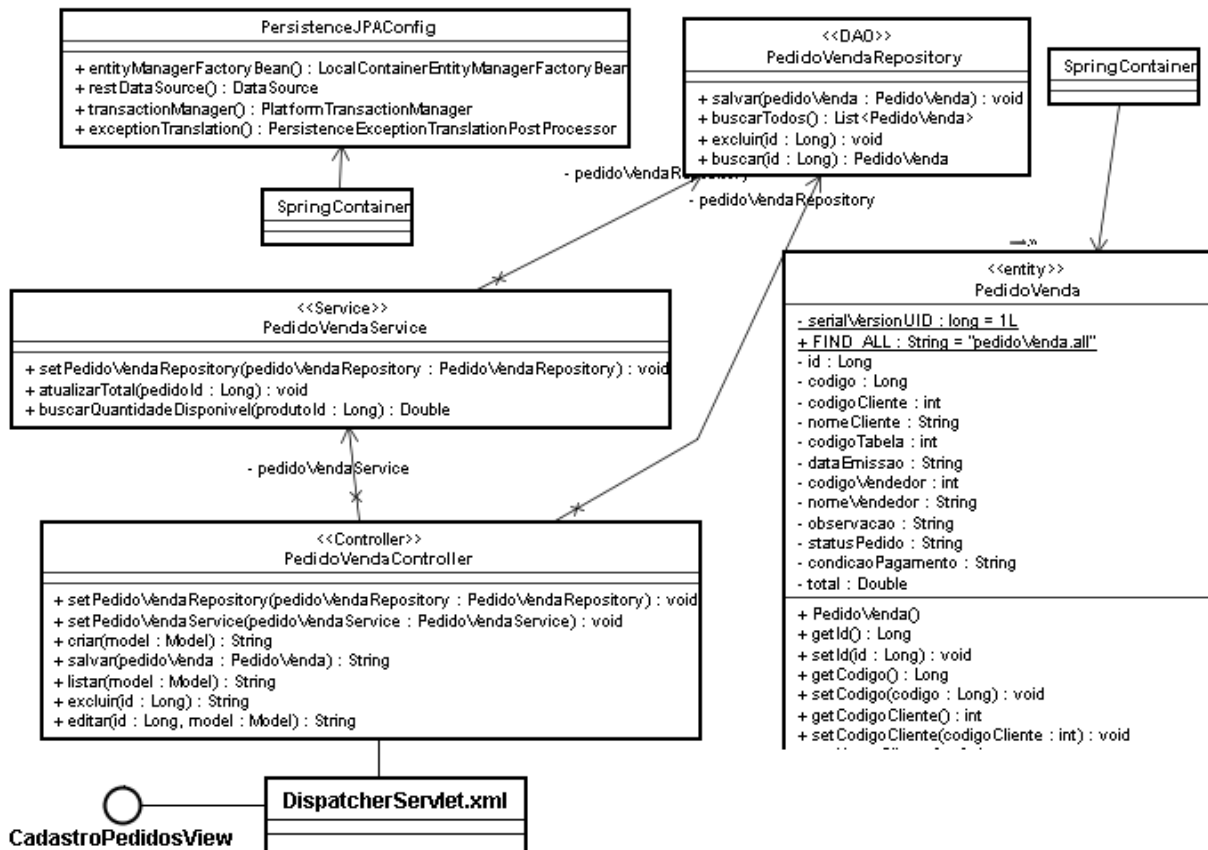 PersistenceJPAConfig
+ entityManagerFactoryBean() : LocalContainerEntityManagerFactoryBean
+ restDataSource() : DataSource
+ transactionManager() : PlatformTransactionManager
+ exceptionTranslation() : PersistenceExceptionTranslationPostProcessor
SpringContainer
<<DAO>>
PedidoVendaRepository
+ salvar(pedidoVenda : PedidoVenda) : void
+ buscarTodos() : List<PedidoVenda>
+ excluir(id : Long) : void
+ buscar(id : Long) : PedidoVenda
SpringContainer
- pedidoVendaRepository
- pedidoVendaRepository
<<Service>>
PedidoVendaService
+ setPedidoVendaRepository(pedidoVendaRepository : PedidoVendaRepository) : void
+ atualizarTotal(pedidoId : Long) : void
+ buscarQuantidadeDisponivel(produtoId : Long) : Double
- pedidoVendaService
<<Controller>>
PedidoVendaController
+ setPedidoVendaRepository(pedidoVendaRepository : PedidoVendaRepository) : void
+ setPedidoVendaService(pedidoVendaService : PedidoVendaService) : void
+ criar(model : Model) : String
+ salvar(pedidoVenda : PedidoVenda) : String
+ listar(model : Model) : String
+ excluir(id : Long) : String
+ editar(id : Long, model : Model) : String
<<entity>>
PedidoVenda
- serialVersionUID : long = 1L
+ FIND_ALL : String = "pedidoVenda.all"
- id : Long
- codigo : Long
- codigoCliente : int
- nomeCliente : String
- codigoTabela : int
- dataEmissao : String
- codigoVendedor : int
- nomeVendedor : String
- observacao : String
- statusPedido : String
- condicaoPagamento : String
- total : Double
+ PedidoVenda()
+ getId() : Long
+ setId(id : Long) : void
+ getCodigo() : Long
+ setCodigo(codigo : Long) : void
+ getCodigoCliente() : int
+ setCodigoCliente(codigoCliente : int) : void
DispatcherServlet.xml
CadastroPedidosView